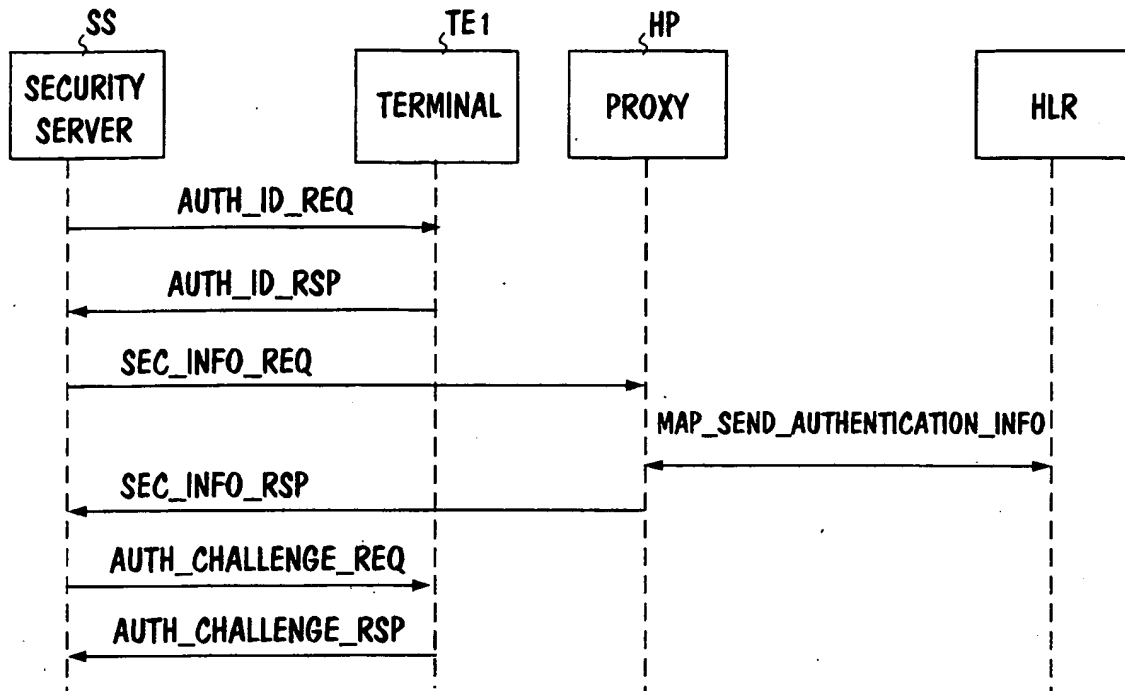 SS
TE1
HP
SECURITY
SERVER
TERMINAL
PROXY
HLR
AUTH_ID_REQ
AUTH_ID_RSP
SEC_INFO_REQ
MAP_SEND_AUTHENTICATION_INFO
SEC_INFO_RSP
AUTH_CHALLENGE_REQ
AUTH_CHALLENGE_RSP